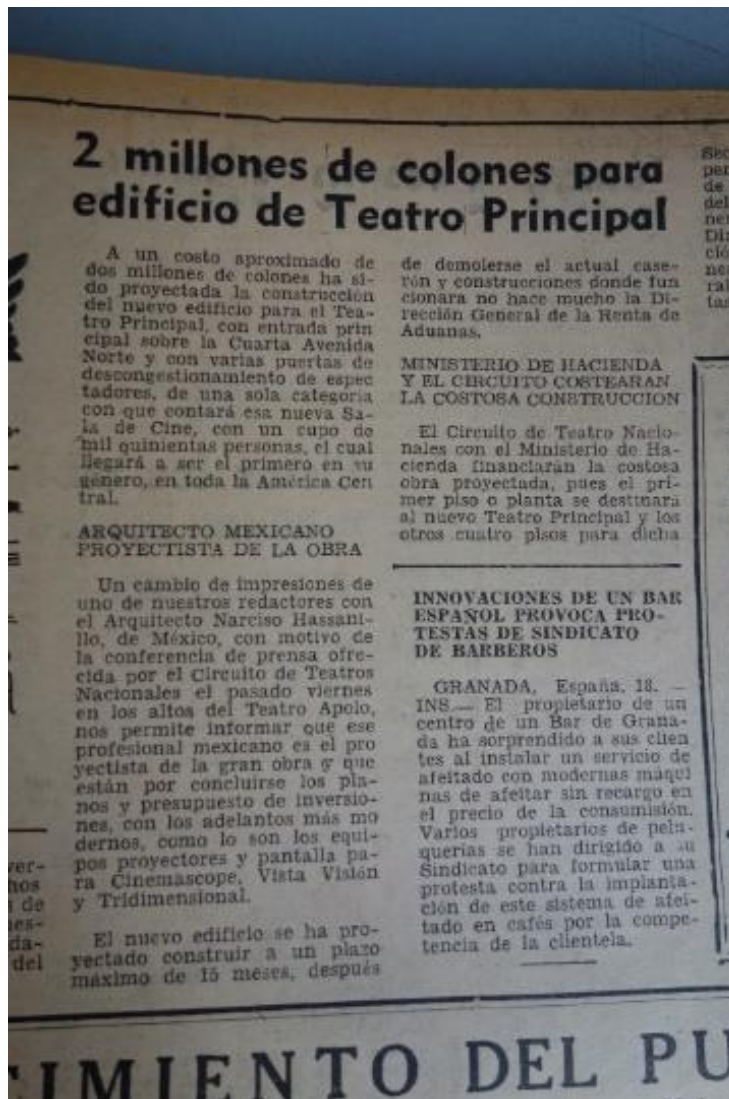 2 millones de colones para
edificio de Teatro Principal
A un costo aproximado de
dos millones de colones ha si-
do proyectada la construcción
del nuevo edificio para el Tea-
tro Principal, con entrada prin
cipal sobre la Cuarta Avenida
Norte y con varias puertas de
descongestionamiento de espec
tadores, de una sola categoría
con que contará esa nueva Sa-
la de Cine, con un cupo de
mil quinientas personas, el cual
llegará a ser el primero en su
género, en toda la América Cen
tral.
ARQUITECTO MEXICANO
PROYECTISTA DE LA OBRA
Un cambio de impresiones de
uno de nuestros redactores con
el Arquitecto Narciso Hassani-
llo, de México, con motivo de
la conferencia de prensa ofre-
cida por el Circuito de Teatros
Nacionales el pasado viernes
en los altos del Teatro Apolo,
nos permite informar que ese
profesional mexicano es el pro
yectista de la gran obra y que
están por concluirse los pla-
nos y presupuesto de inversio-
nes, con los adelantos más mo
dernos, como lo son los equi-
pos proyectores y pantalla pa-
ra Cinemascope, Vista Visión
y Tridimensional.
El nuevo edificio se ha pro-
yectado construir a un plazo
máximo de 15 meses, después
de demolerse el actual case-
rón y construcciones donde fun
cionara no hace mucho la Di-
rección General de la Renta de
Aduanas.
MINISTERIO DE HACIENDA
Y EL CIRCUITO COSTEARAN
LA COSTOSA CONSTRUCCION
El Circuito de Teatro Nacio-
nales con el Ministerio de Ha-
cienda financiarán la costosa
obra proyectada, pues el pri-
mer piso o planta se destinará
al nuevo Teatro Principal y los
otros cuatro pisos para dicha
INNOVACIONES DE UN BAR
ESPAÑOL PROVOCA PRO-
TESTAS DE SINDICATO
DE BARBEROS
GRANADA, España, 18. —
INS.— El propietario de un
centro de un Bar de Grana-
da ha sorprendido a sus clien
tes al instalar un servicio de
afeitado con modernas máqui
nas de afeitar sin recargo en
el precio de la consumisión.
Varios propietarios de pelu-
querías se han dirigido a su
Sindicato para formular una
protesta contra la implanta-
ción de este sistema de afei-
tado en cafés por la compe-
tencia de la clientela.
CIMIENTO DEL PU